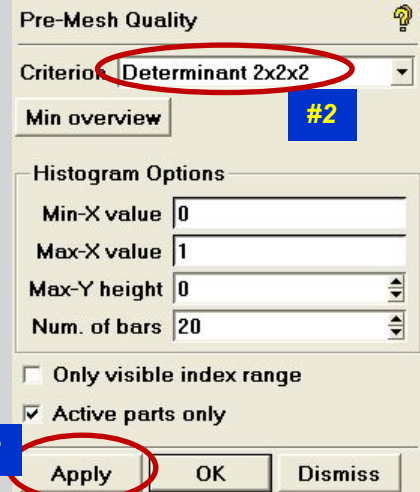 Pre-Mesh Quality
Criterion Determinant 2x2x2
Min overview #2
Histogram Options
Min-X value 0
Max-X value 1
Max-Y height 0
Num. of bars 20
Only visible index range
Active parts only
Apply OK Dismiss